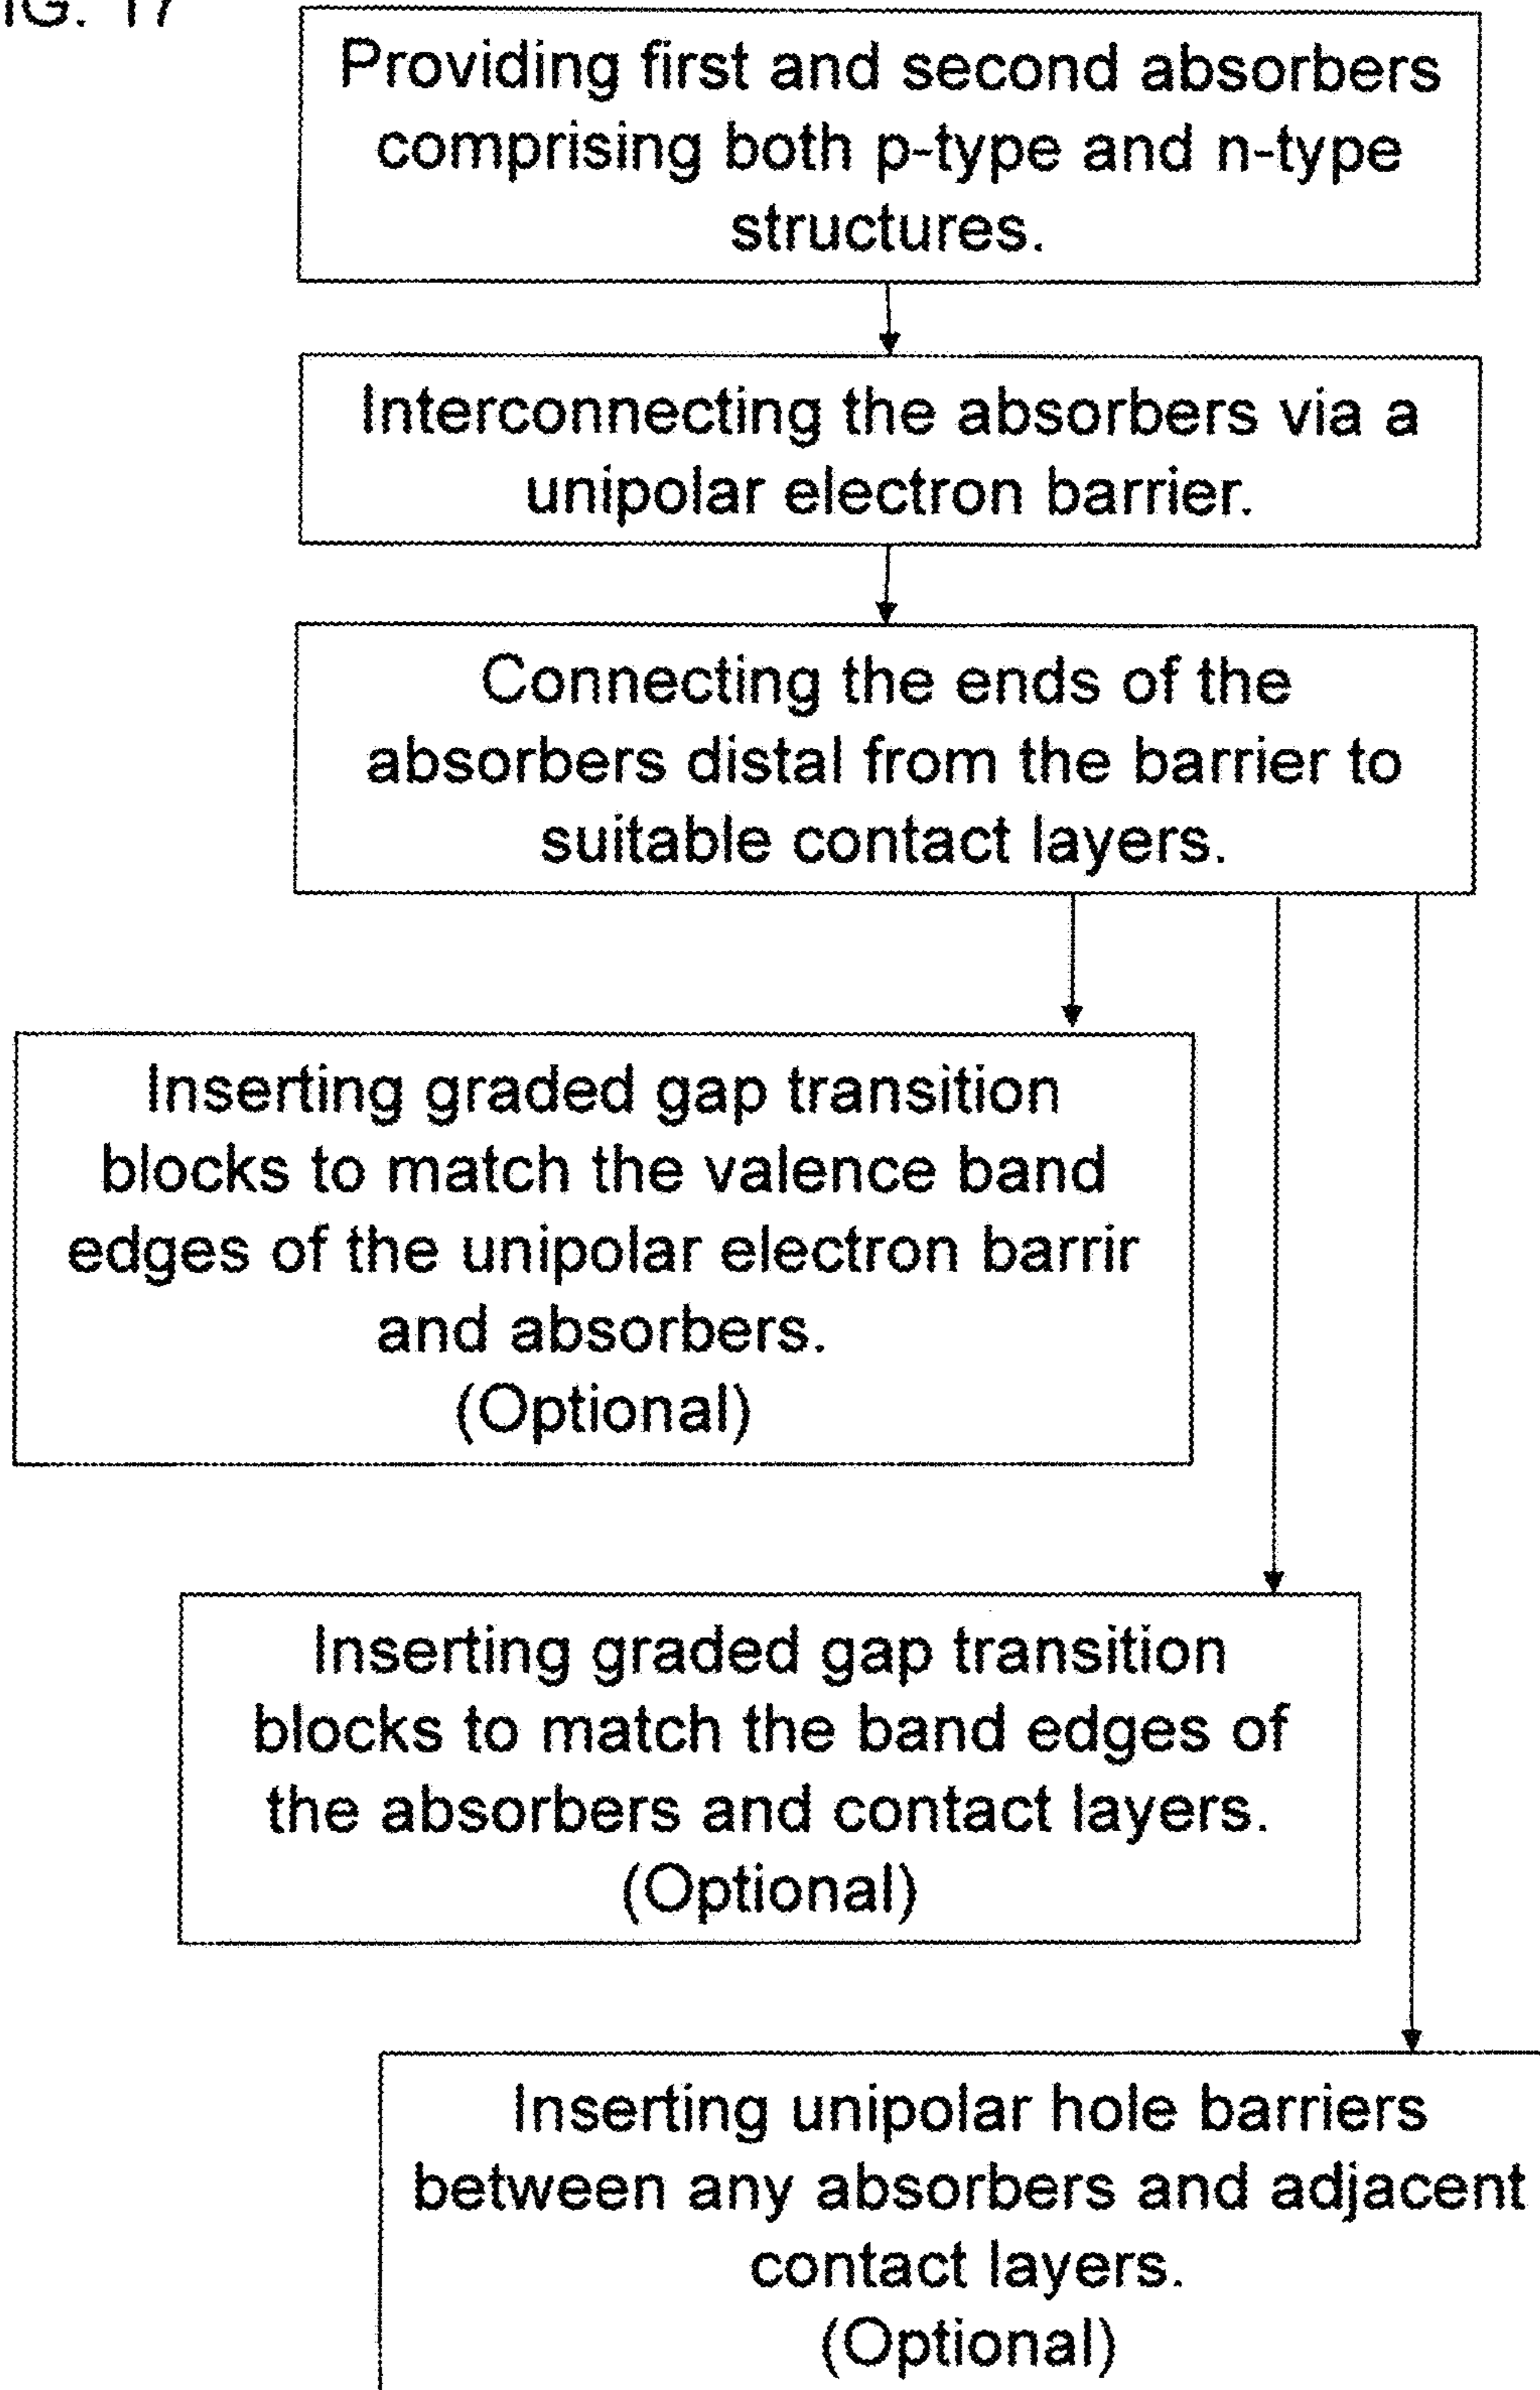 FIG. 17
Providing first and second absorbers
comprising both p-type and n-type
structures.
Interconnecting the absorbers via a
unipolar electron barrier.
Connecting the ends of the
absorbers distal from the barrier to
suitable contact layers.
Inserting graded gap transition
blocks to match the valence band
edges of the unipolar electron barrir
and absorbers.
(Optional)
Inserting graded gap transition
blocks to match the band edges of
the absorbers and contact layers.
(Optional)
Inserting unipolar hole barriers
between any absorbers and adjacent
contact layers.
(Optional)